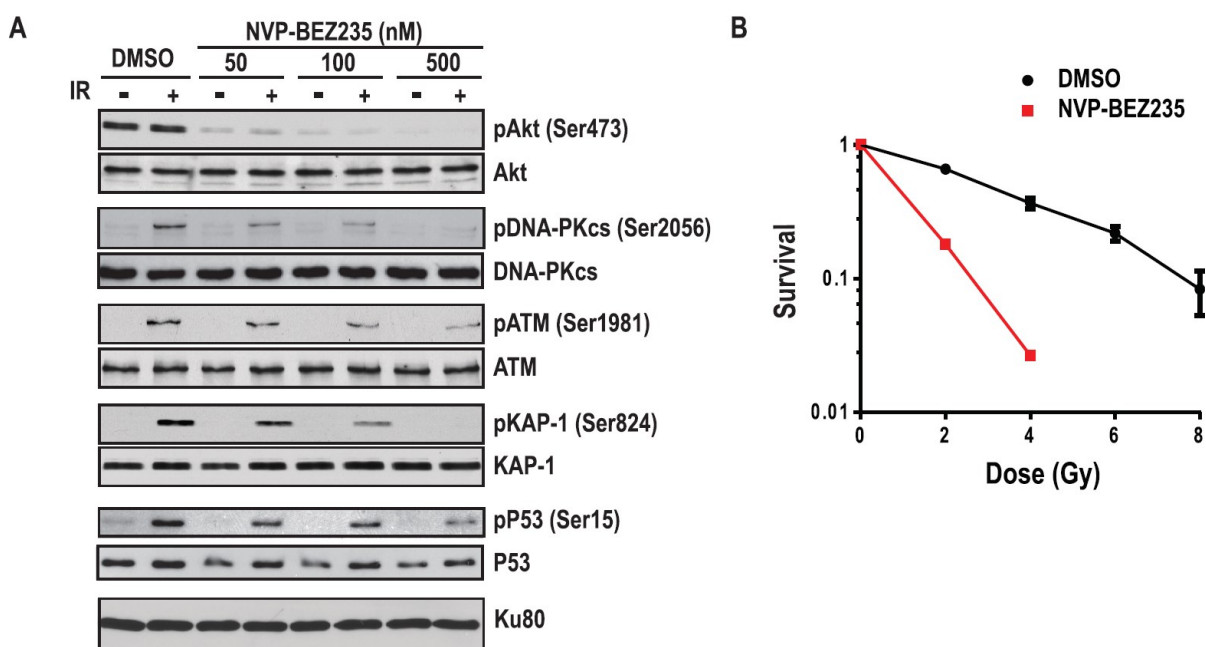 A
NVP-BEZ235 (nM)
DMSO 50 100 500
IR - + - + - + - +
pAkt (Ser473)
Akt
pDNA-PKcs (Ser2056)
DNA-PKcs
pATM (Ser1981)
ATM
pKAP-1 (Ser824)
KAP-1
pP53 (Ser15)
P53
Ku80
B
DMSO
NVP-BEZ235
1
0.1
0.01
Survival
0 2 4 6 8
Dose (Gy)